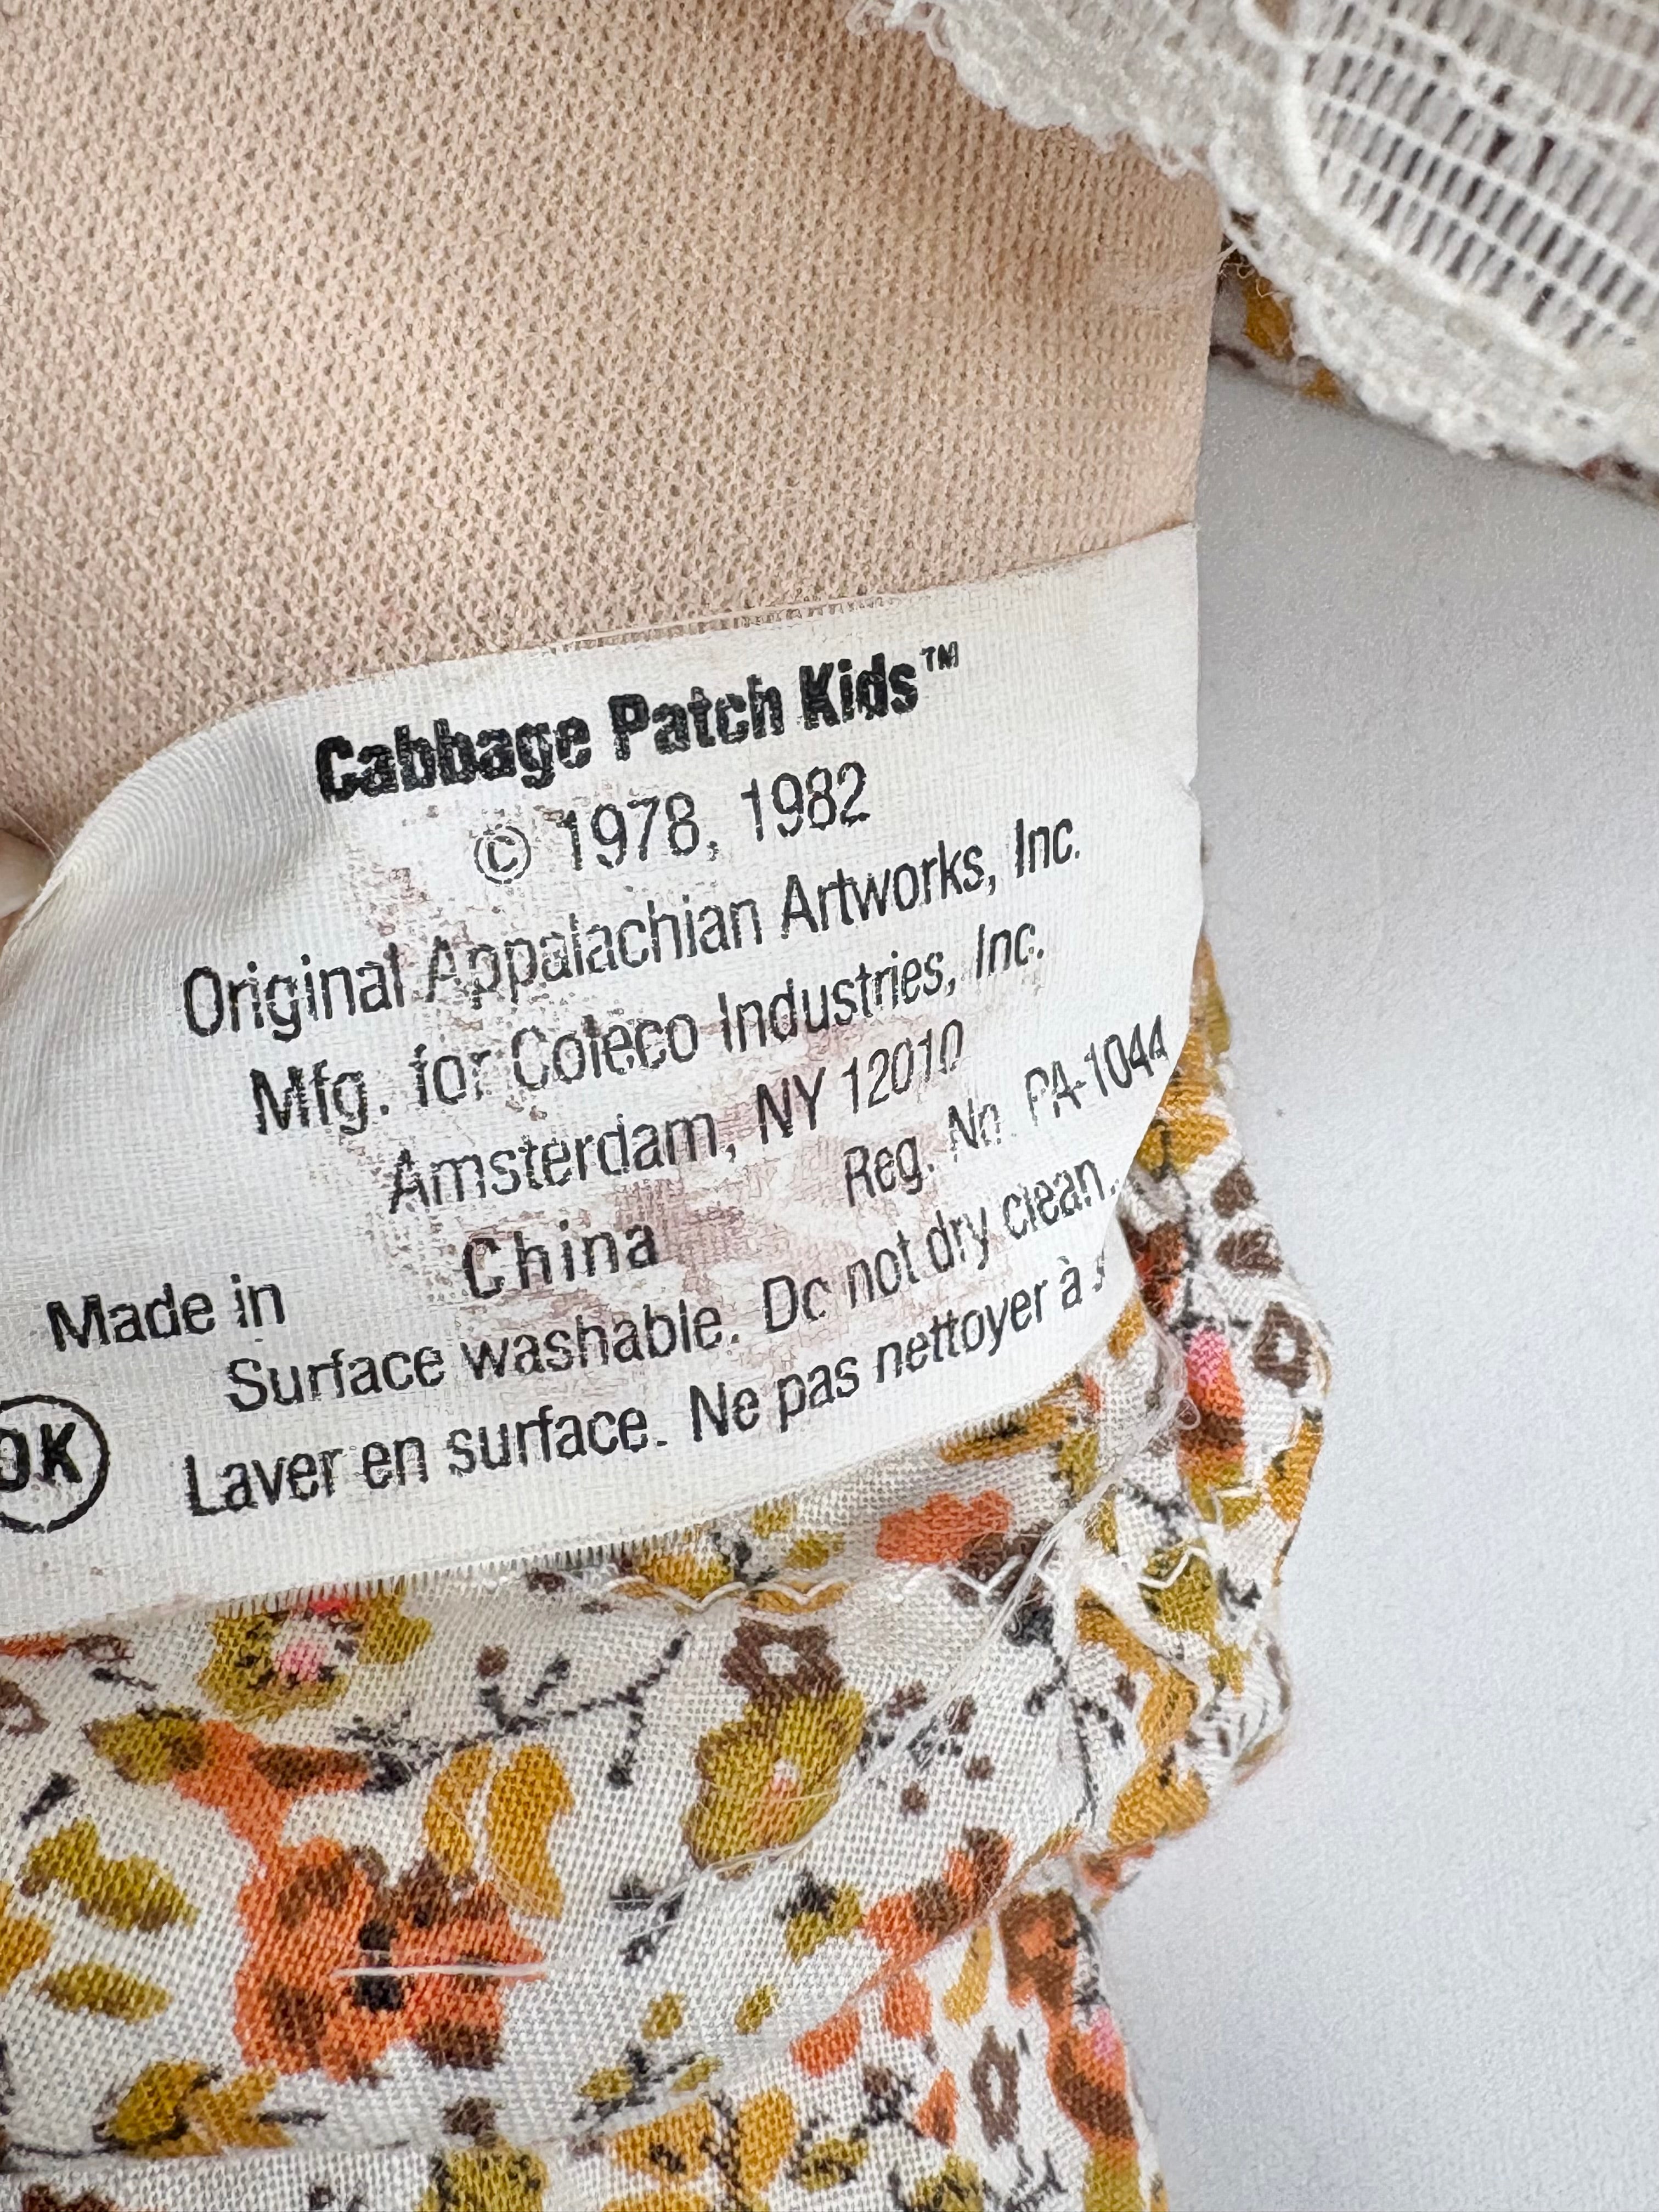 Cabbage Patch Kids™
© 1978, 1982
Original Appalachian Artworks, Inc.
Mfg. for Coleco Industries, Inc.
Amsterdam, NY 12010
Reg. No. PA-1044
Made in China
Surface washable. Do not dry clean.
Laver en surface. Ne pas nettoyer à
OK